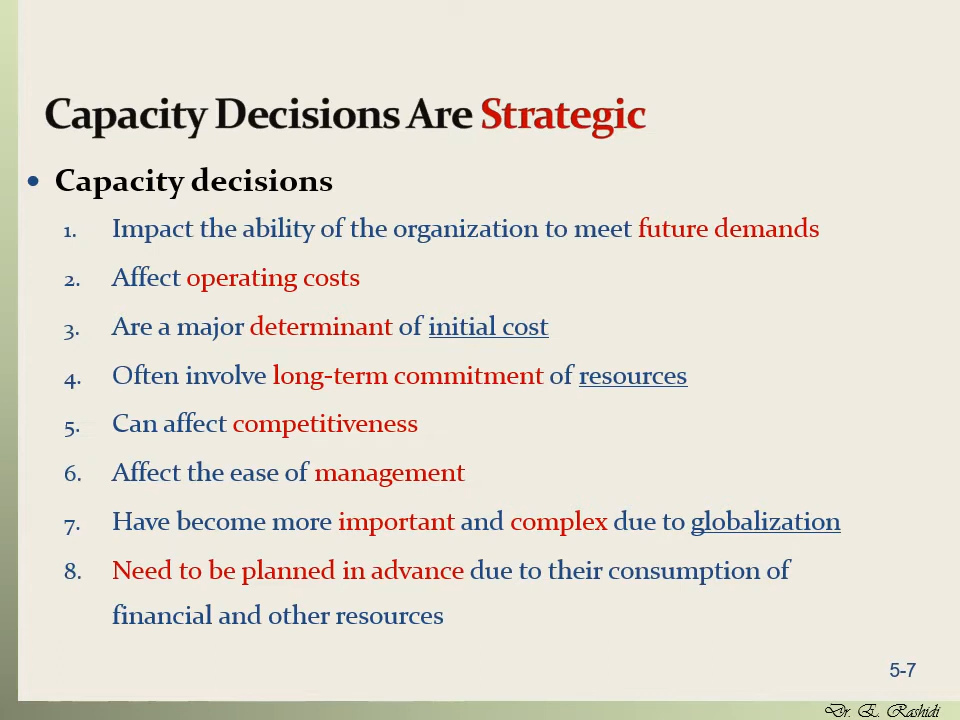 Capacity Decisions Are Strategic
• Capacity decisions
1. Impact the ability of the organization to meet future demands
2. Affect operating costs
3. Are a major determinant of initial cost
4. Often involve long-term commitment of resources
5. Can affect competitiveness
6. Affect the ease of management
7. Have become more important and complex due to globalization
8. Need to be planned in advance due to their consumption of
financial and other resources
5-7
Dr. E. Rashidi